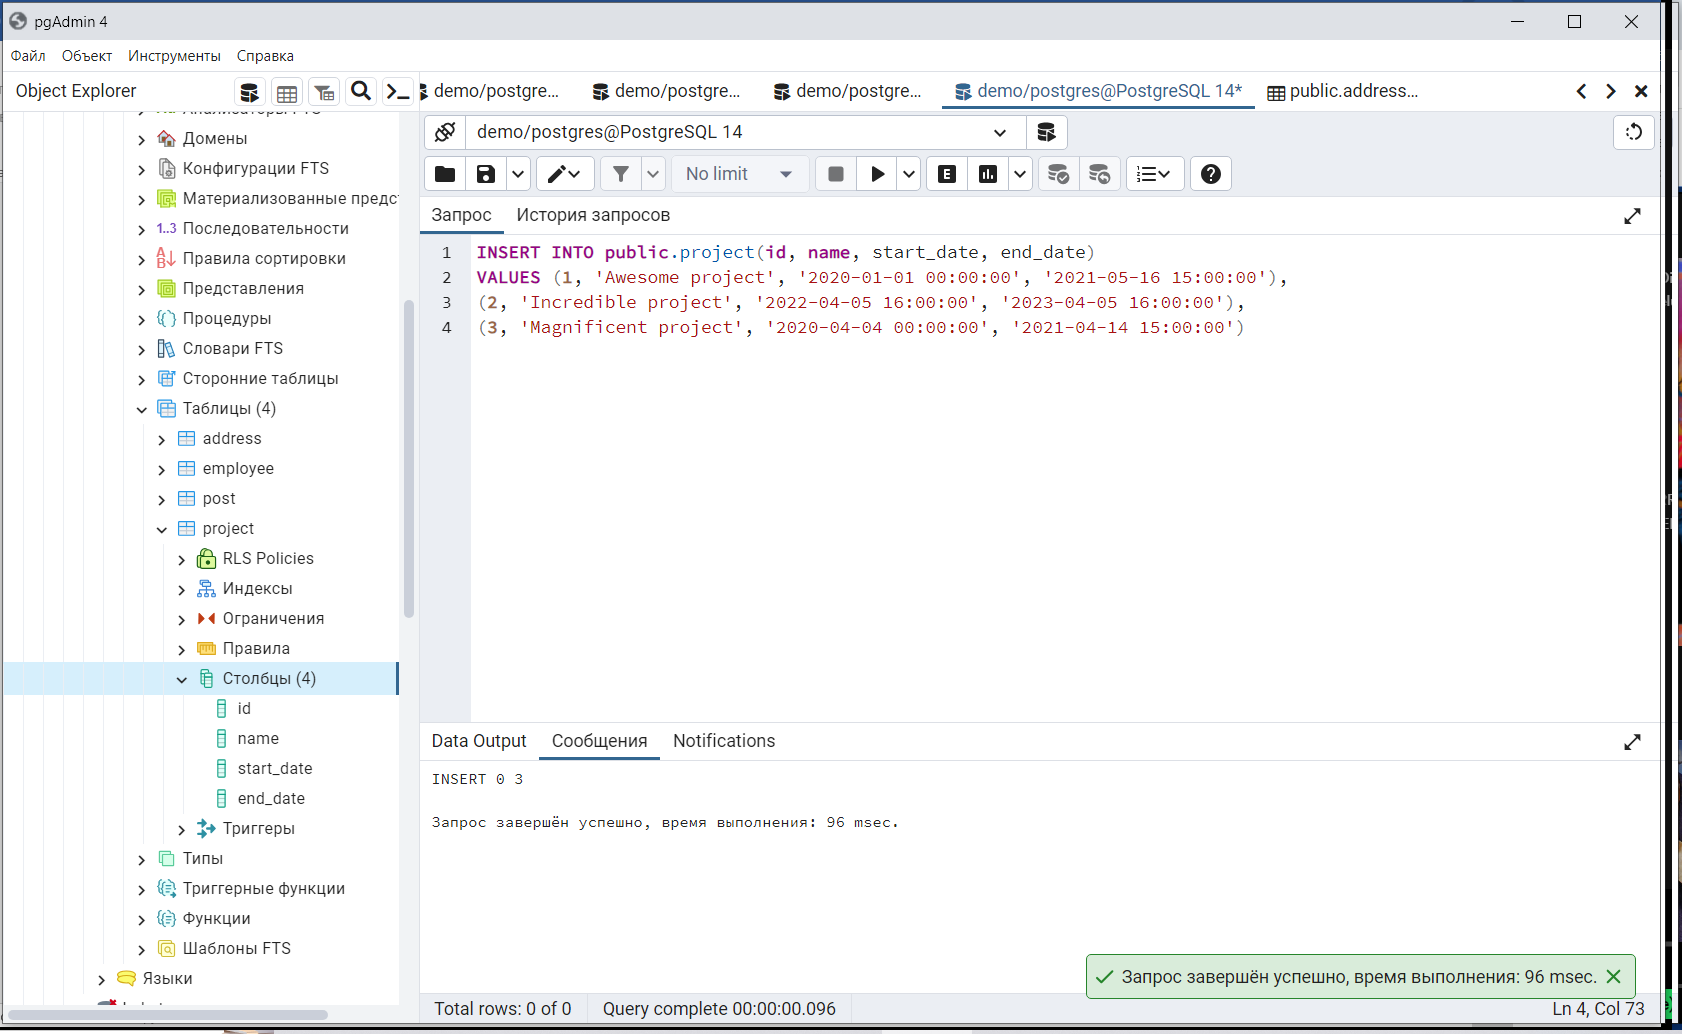 pgAdmin 4
Файл Объект Инструменты Справка
Object Explorer
demo/postgre... demo/postgre... demo/postgre... demo/postgres@PostgreSQL 14* public.address...
demo/postgres@PostgreSQL 14
No limit
Запрос История запросов
1 INSERT INTO public.project(id, name, start_date, end_date)
2 VALUES (1, 'Awesome project', '2020-01-01 00:00:00', '2021-05-16 15:00:00'),
3 (2, 'Incredible project', '2022-04-05 16:00:00', '2023-04-05 16:00:00'),
4 (3, 'Magnificent project', '2020-04-04 00:00:00', '2021-04-14 15:00:00')
Анализаторы FTS
Домены
Конфигурации FTS
Материализованные предс
1..3 Последовательности
Правила сортировки
Представления
Процедуры
Словари FTS
Сторонние таблицы
Таблицы (4)
address
employee
post
project
RLS Policies
Индексы
Ограничения
Правила
Столбцы (4)
id
name
start_date
end_date
Триггеры
Типы
Триггерные функции
Функции
Шаблоны FTS
Языки
Data Output Сообщения Notifications
INSERT 0 3
Запрос завершён успешно, время выполнения: 96 msec.
Запрос завершён успешно, время выполнения: 96 msec.
Total rows: 0 of 0 Query complete 00:00:00.096 Ln 4, Col 73